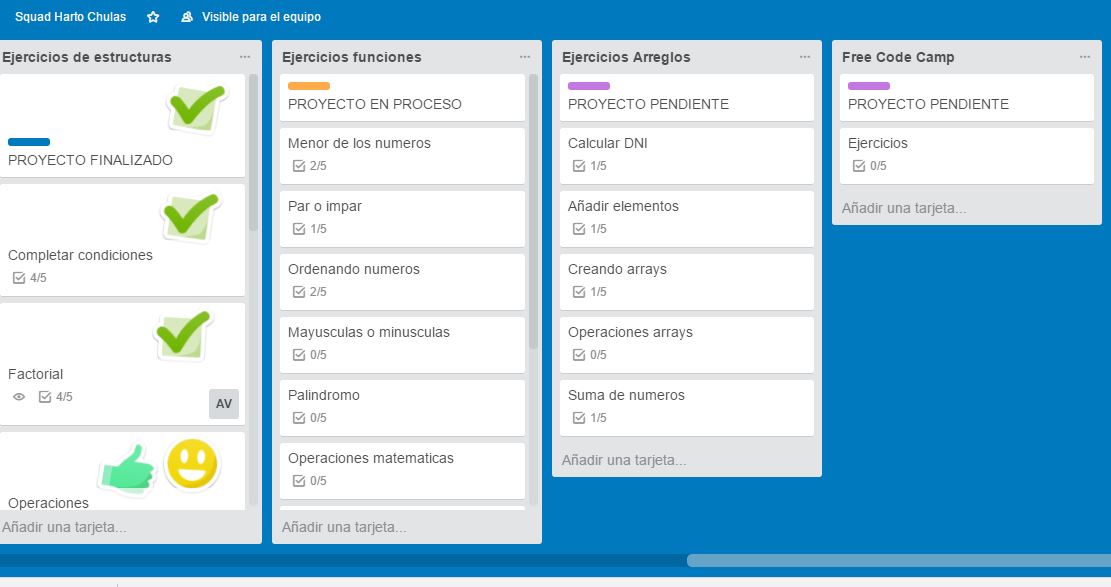 Squad Harto Chulas
Visible para el equipo
Ejercicios de estructuras
PROYECTO FINALIZADO
Completar condiciones
4/5
Factorial
4/5
AV
Operaciones
Añadir una tarjeta...
Ejercicios funciones
PROYECTO EN PROCESO
Menor de los numeros
2/5
Par o impar
1/5
Ordenando numeros
2/5
Mayusculas o minusculas
0/5
Palindromo
0/5
Operaciones matematicas
0/5
Añadir una tarjeta...
Ejercicios Arreglos
PROYECTO PENDIENTE
Calcular DNI
1/5
Añadir elementos
1/5
Creando arrays
1/5
Operaciones arrays
0/5
Suma de numeros
1/5
Añadir una tarjeta...
Free Code Camp
PROYECTO PENDIENTE
Ejercicios
0/5
Añadir una tarjeta...